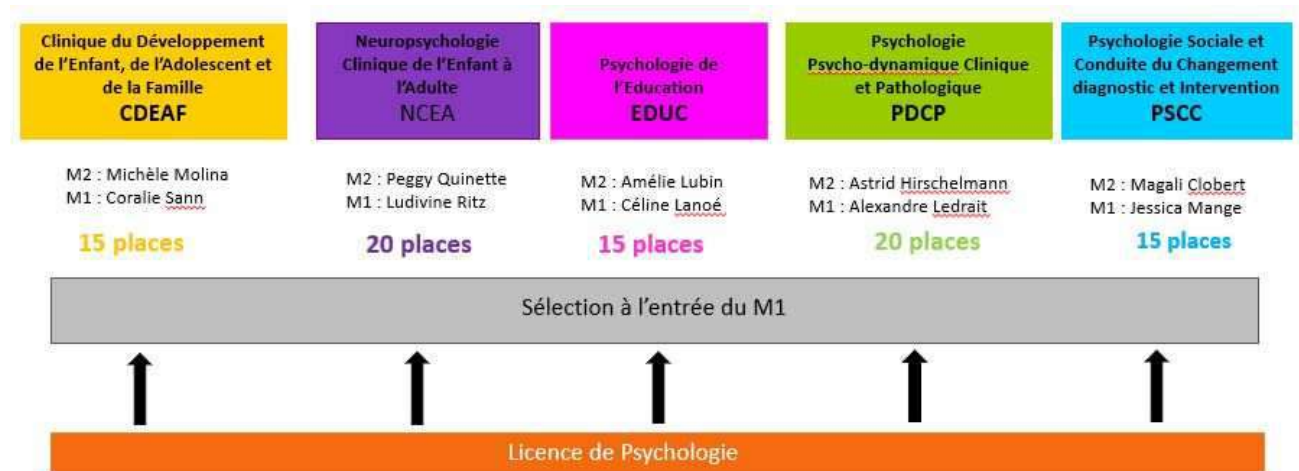 Clinique du Développement
de l’Enfant, de l’Adolescent et
de la Famille
CDEAF
Neuropsychologie
Clinique de l’Enfant à
l’Adulte
NCEA
Psychologie de
l’Education
EDUC
Psychologie
Psycho-dynamique Clinique
et Pathologique
PDCP
Psychologie Sociale et
Conduite du Changement
diagnostic et Intervention
PSCC
M2 : Michèle Molina
M1 : Coralie Sann
15 places
M2 : Peggy Quinette
M1 : Ludivine Ritz
20 places
M2 : Amélie Lubin
M1 : Céline Lanoé
15 places
M2 : Astrid Hirschelmann
M1 : Alexandre Ledrait
20 places
M2 : Magali Clobert
M1 : Jessica Mange
15 places
Sélection à l’entrée du M1
Licence de Psychologie